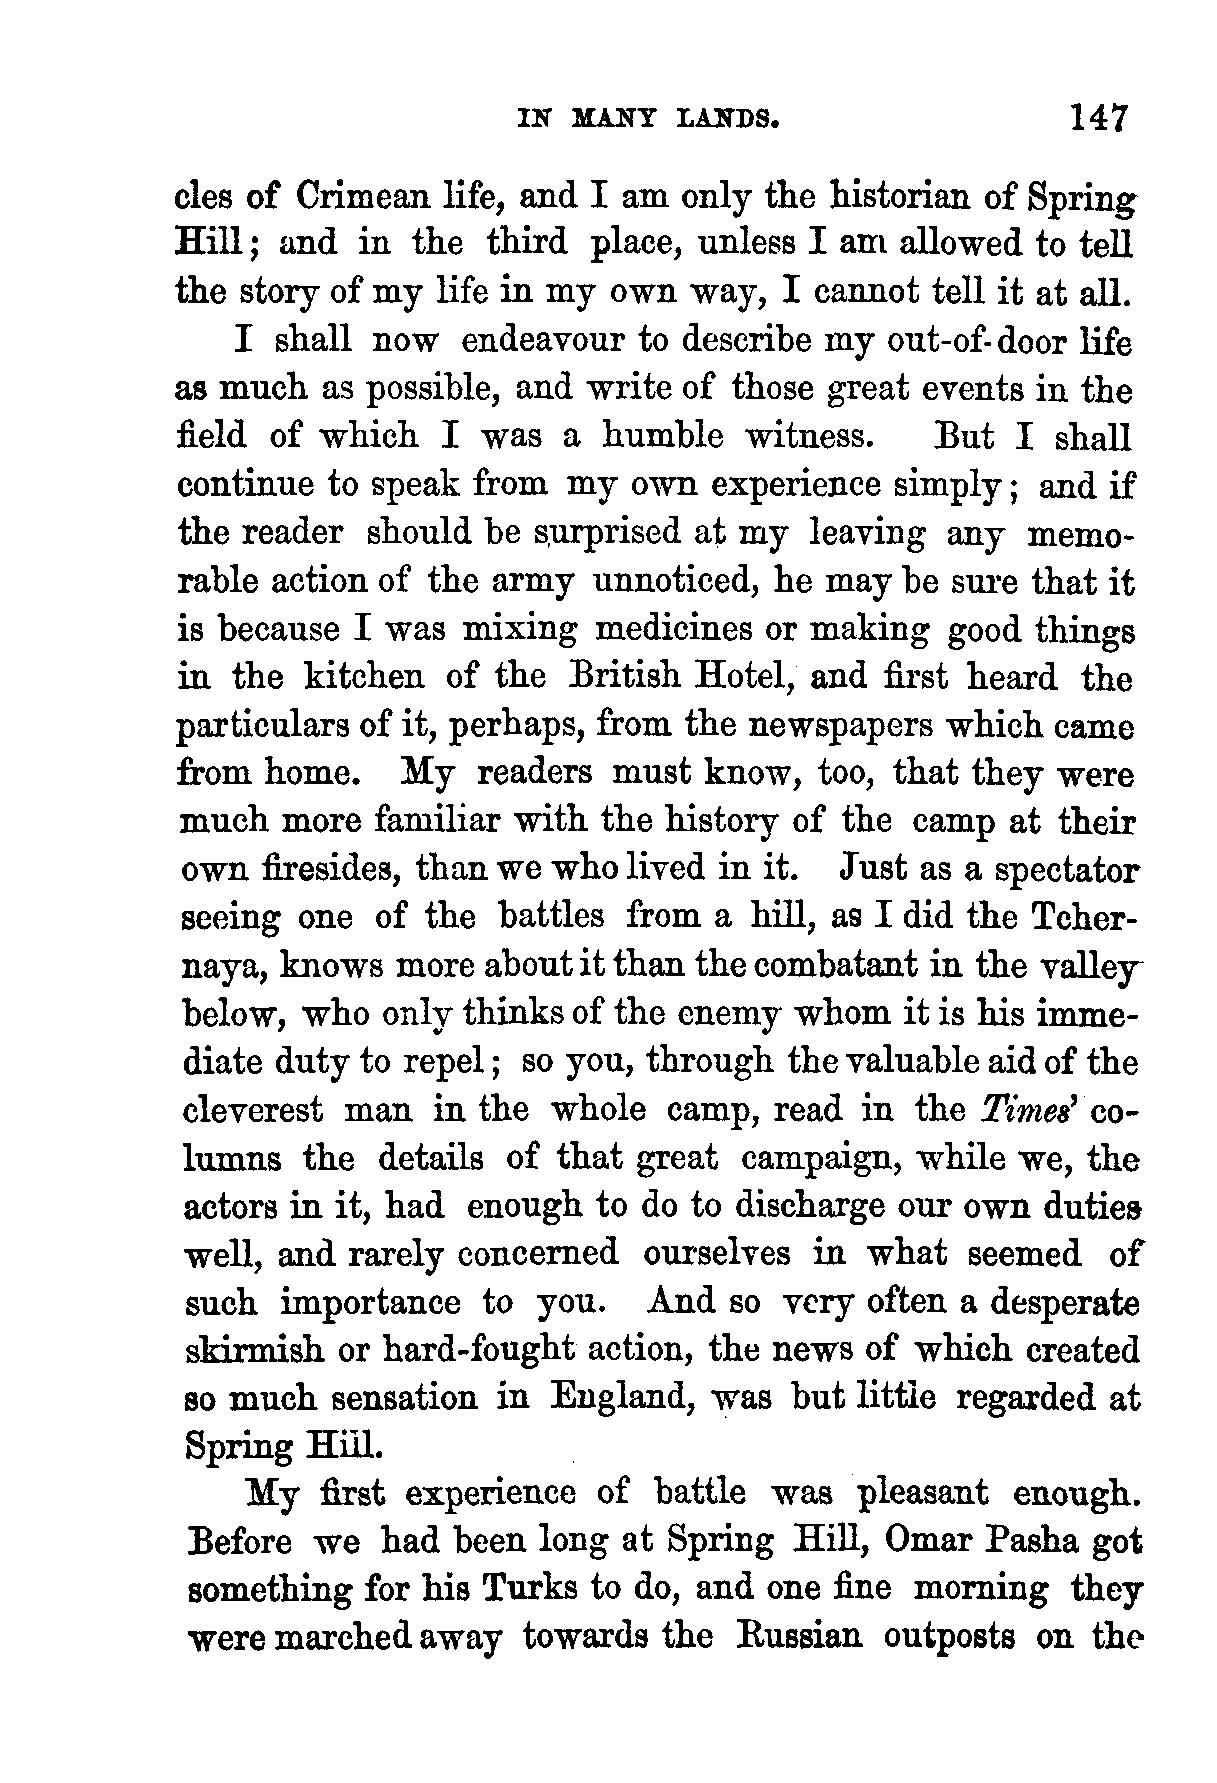 IN MANY LANDS. 147
cles of Crimean life, and I am only the historian of Spring
Hill; and in the third place, unless I am allowed to tell
the story of my life in my own way, I cannot tell it at all.
I shall now endeavour to describe my out-of-door life
as much as possible, and write of those great events in the
field of which I was a humble witness. But I shall
continue to speak from my own experience simply; and if
the reader should be surprised at my leaving any memo-
rable action of the army unnoticed, he may be sure that it
is because I was mixing medicines or making good things
in the kitchen of the British Hotel, and first heard the
particulars of it, perhaps, from the newspapers which came
from home. My readers must know, too, that they were
much more familiar with the history of the camp at their
own firesides, than we who lived in it. Just as a spectator
seeing one of the battles from a hill, as I did the Tcher-
naya, knows more about it than the combatant in the valley
below, who only thinks of the enemy whom it is his imme-
diate duty to repel; so you, through the valuable aid of the
cleverest man in the whole camp, read in the Times' co-
lumns the details of that great campaign, while we, the
actors in it, had enough to do to discharge our own duties
well, and rarely concerned ourselves in what seemed of
such importance to you. And so very often a desperate
skirmish or hard-fought action, the news of which created
so much sensation in England, was but little regarded at
Spring Hill.
My first experience of battle was pleasant enough.
Before we had been long at Spring Hill, Omar Pasha got
something for his Turks to do, and one fine morning they
were marched away towards the Russian outposts on the